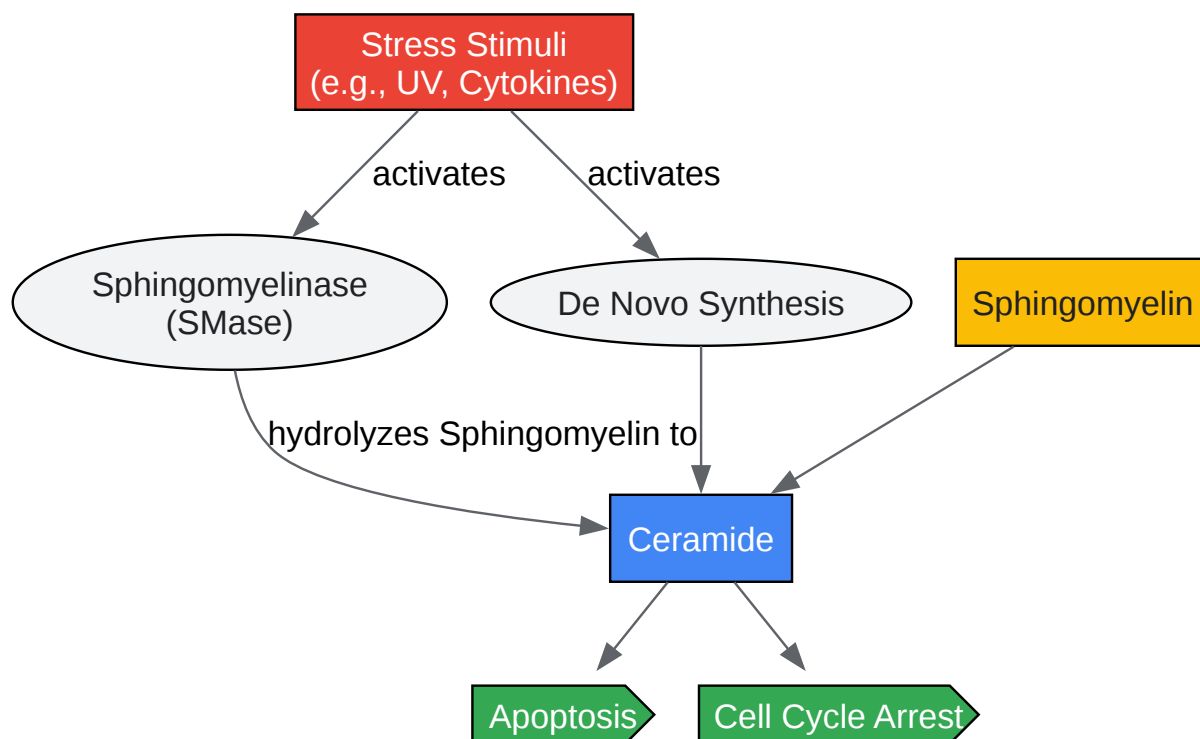 Stress Stimuli
(e.g., UV, Cytokines)
activates
activates
Sphingomyelinase
(SMase)
De Novo Synthesis
Sphingomyelin
hydrolyzes Sphingomyelin to
Ceramide
Apoptosis
Cell Cycle Arrest